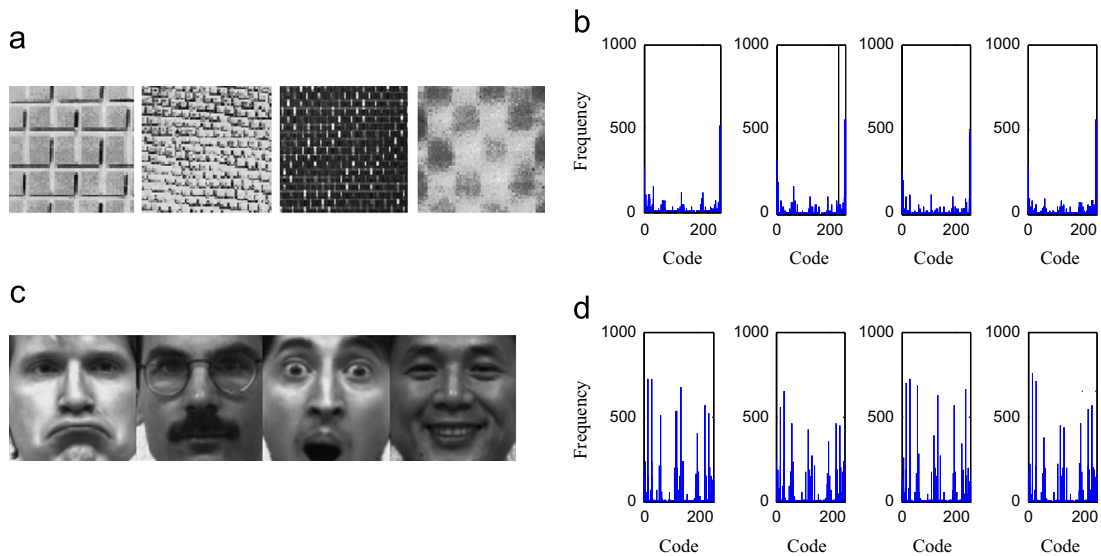 a
b
1000 1000 1000 1000
Frequency
500 500 500 500
0 0 0 0
0 200 0 200 0 200 0 200
Code Code Code Code
c
d
1000 1000 1000 1000
Frequency
500 500 500 500
0 0 0 0
0 200 0 200 0 200 0 200
Code Code Code Code